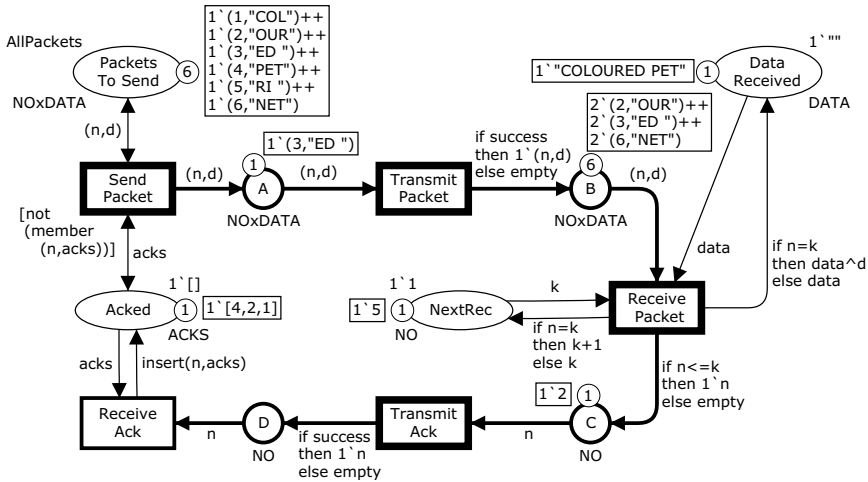 AllPackets
Packets
To Send
6
1`(1,"COL")++
1`(2,"OUR")++
1`(3,"ED ")++
1`(4,"PET")++
1`(5,"RI ")++
1`(6,"NET")
NOxDATA
1`""
Data
Received
1
1`"COLOURED PET"
DATA
2`(2,"OUR")++
2`(3,"ED ")++
2`(6,"NET")
(n,d)
1`(3,"ED ")
1
if success
then 1`(n,d)
else empty
6
Send
Packet
(n,d)
A
(n,d)
Transmit
Packet
B
(n,d)
NOxDATA
NOxDATA
[not
(member
(n,acks))]
acks
data
if n=k
then data^d
else data
1`[]
Acked
1
1`[4,2,1]
ACKS
1`1
1`5
1
NO
NextRec
k
if n=k
then k+1
else k
Receive
Packet
acks
insert(n,acks)
if n<=k
then 1`n
else empty
1`2
1
Receive
Ack
n
D
NO
if success
then 1`n
else empty
Transmit
Ack
n
C
NO